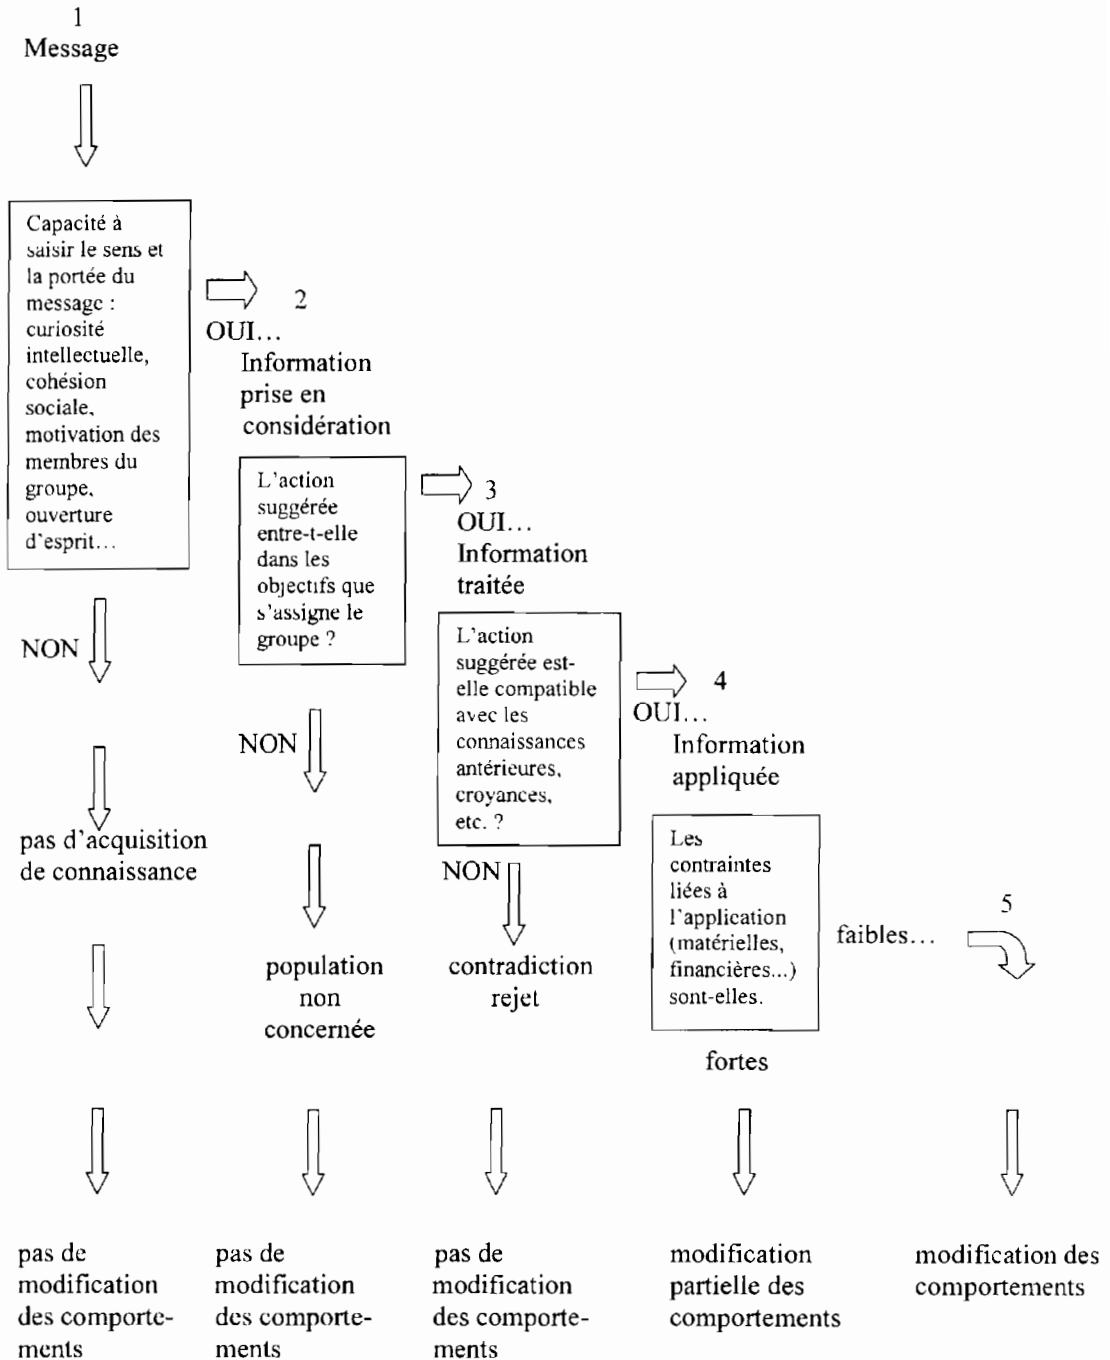 1
Message
Capacité à
saisir le sens et
la portée du
message :
curiosité
intellectuelle,
cohésion
sociale,
motivation des
membres du
groupe,
ouverture
d'esprit...
2
OUI...
Information
prise en
considération
NON
L'action
suggérée
entre-t-elle
dans les
objectifs que
s'assigne le
groupe ?
3
OUI...
Information
traitée
NON
L'action
suggérée est-
elle compatible
avec les
connaissances
antérieures,
croyances,
etc. ?
4
OUI...
Information
appliquée
NON
Les
contraintes
liées à
l'application
(matérielles,
financières...)
sont-elles.
faibles...
5
fortes
pas d'acquisition
de connaissance
population
non
concernée
contradiction
rejet
pas de
modification
des comporte-
ments
pas de
modification
des comporte-
ments
pas de
modification
des comporte-
ments
modification
partielle des
comportements
modification des
comportements